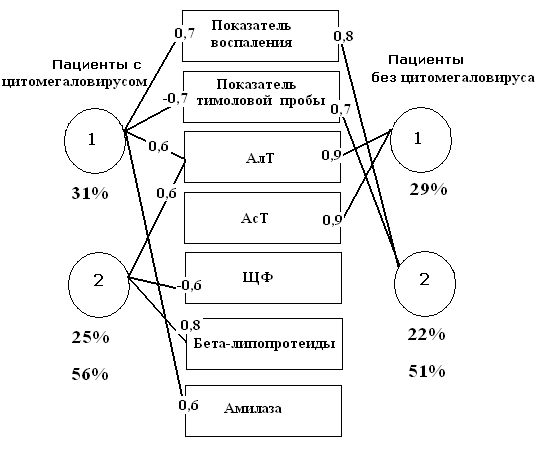 Показатель
воспаления
0,7
0,8
Пациенты с
цитомегаловирусом
Пациенты
без цитомегаловируса
Показатель
тимоловой пробы
-0,7
0,7
1
0,6
АлТ
0,9
1
31%
0,6
29%
АсТ
0,9
2
ЩФ
-0,6
2
25%
0,8
Бета-липопротеиды
22%
56%
51%
0,6
Амилаза